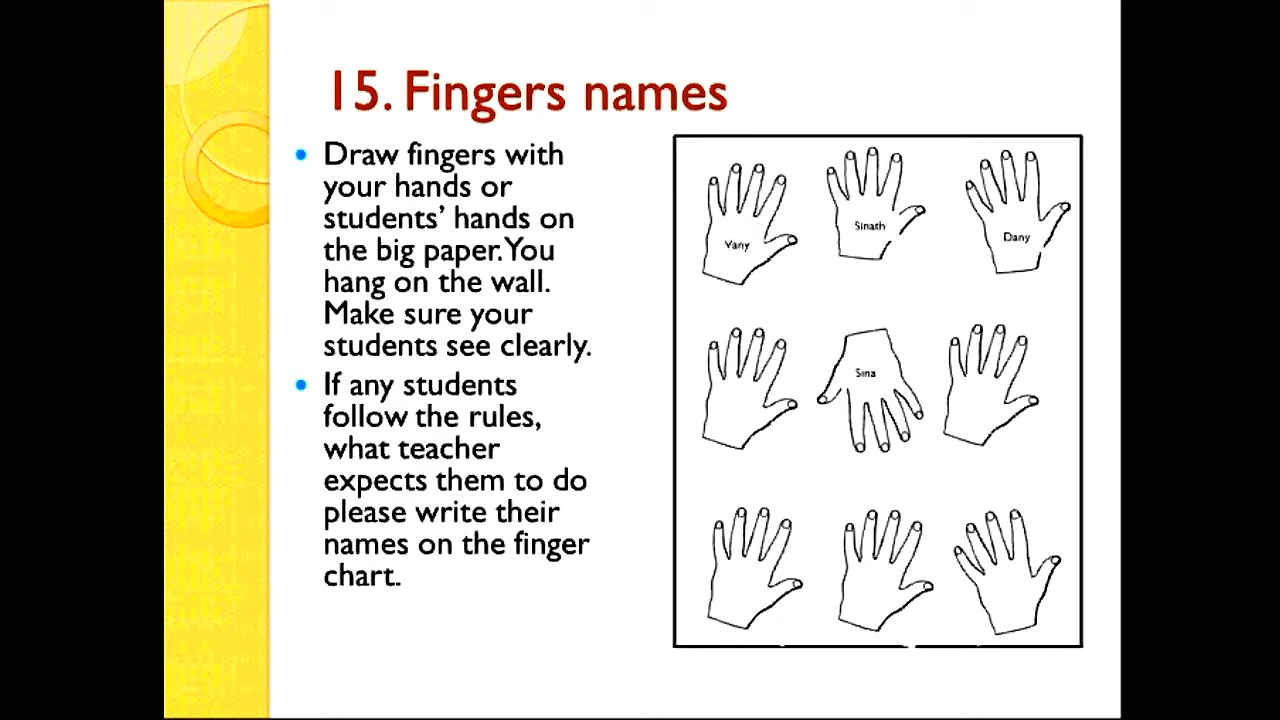 15. Fingers names
Draw fingers with
your hands or
students’ hands on
the big paper. You
hang on the wall.
Make sure your
students see clearly.
If any students
follow the rules,
what teacher
expects them to do
please write their
names on the finger
chart.
Vany
Sinath
Dany
Sina